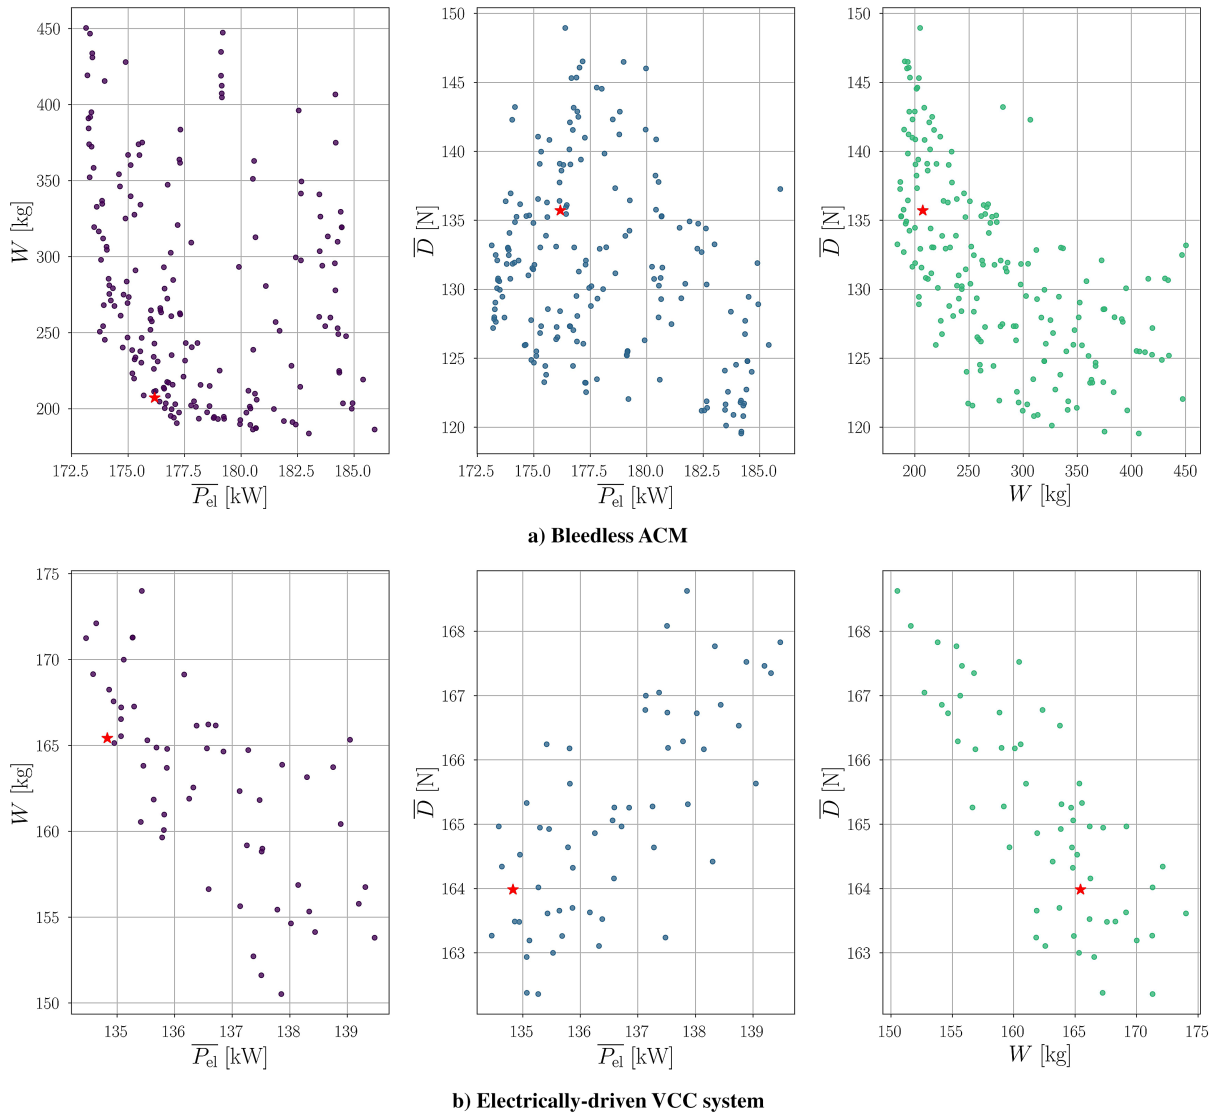 450
400
350
300
250
200
W [kg]
172.5 175.0 177.5 180.0 182.5 185.0
P_el [kW]
150
145
140
135
130
125
120
D [N]
172.5 175.0 177.5 180.0 182.5 185.0
P_el [kW]
150
145
140
135
130
125
120
D [N]
200 250 300 350 400 450
W [kg]
a) Bleedless ACM
175
170
165
160
155
150
W [kg]
135 136 137 138 139
P_el [kW]
168
167
166
165
164
163
D [N]
135 136 137 138 139
P_el [kW]
168
167
166
165
164
163
D [N]
150 155 160 165 170 175
W [kg]
b) Electrically-driven VCC system